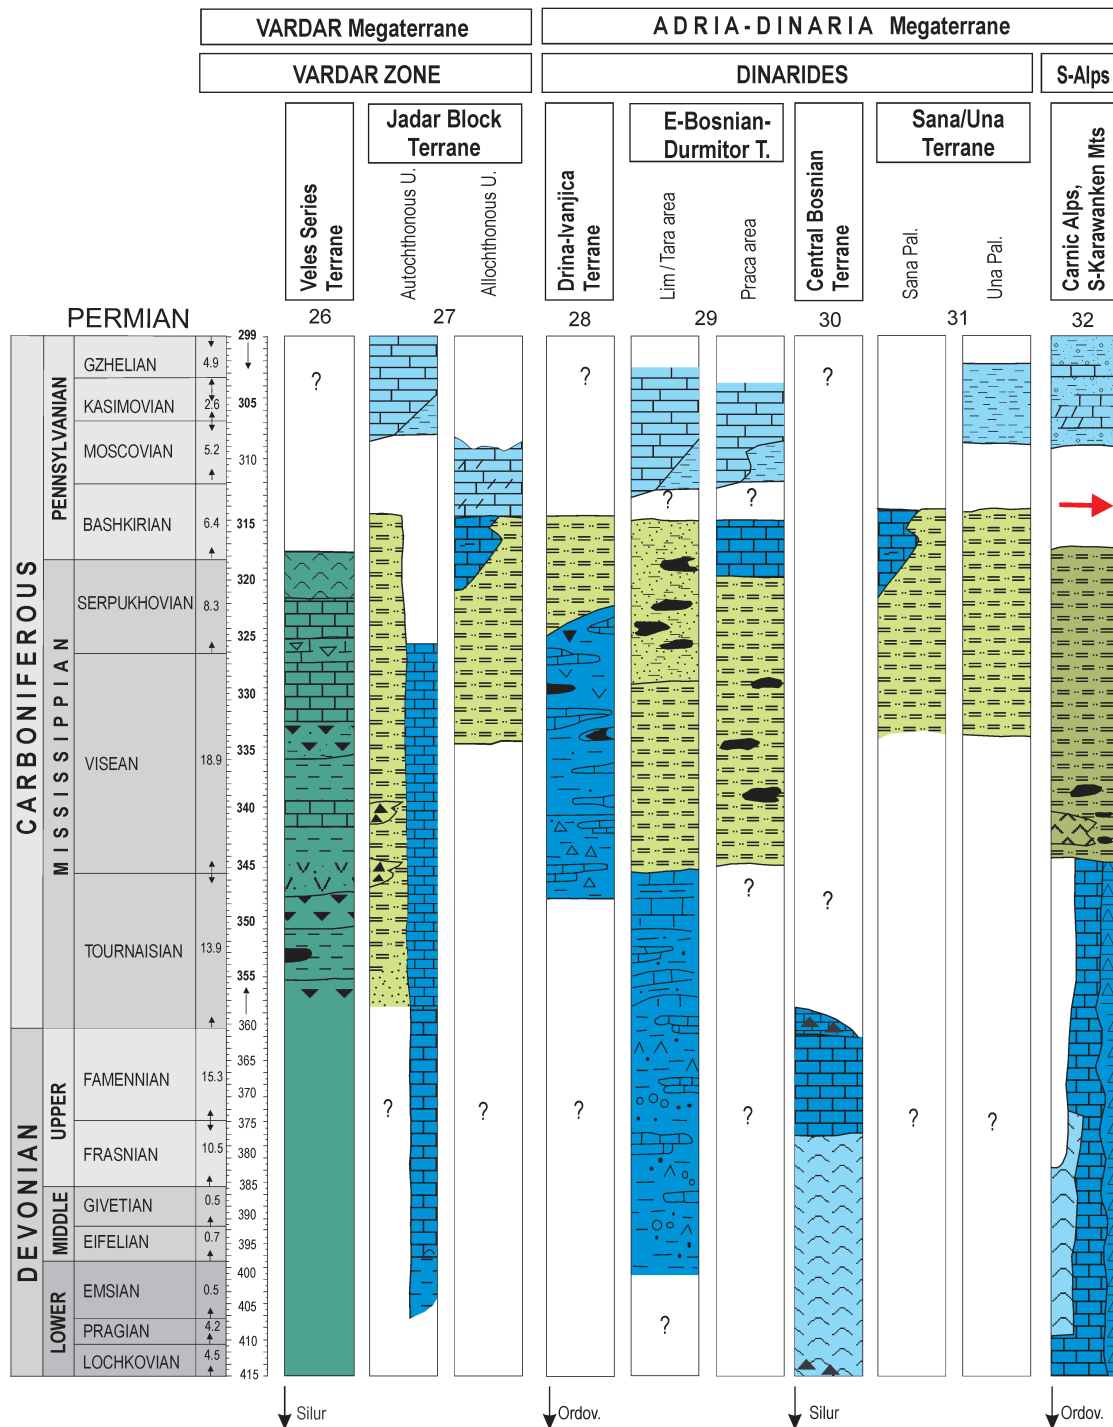 VARDAR Megaterrane
ADRIA-DINARIA Megaterrane
VARDAR ZONE
DINARIDES
S-Alps
Veles Series
Terrane
Jadar Block
Terrane
Autochthonous U.
Allochthonous U.
Drina-Ivanjica
Terrane
E-Bosnian-
Durmitor T.
Lim/Tara area
Praca area
Central Bosnian
Terrane
Sana/Una
Terrane
Sana Pal.
Una Pal.
Carnic Alps,
S-Karawanken Mts
PERMIAN
26
27
28
29
30
31
32
CARBONIFEROUS
PENNSYLVANIAN
MISSISSIPPIAN
DEVONIAN
UPPER
MIDDLE
LOWER
GZHELIAN 4.9
KASIMOVIAN 2.6
MOSCOVIAN 5.2
BASHKIRIAN 6.4
SERPUKHOVIAN 8.3
VISEAN 18.9
TOURNAISIAN 13.9
FAMENNIAN 15.3
FRASNIAN 10.5
GIVETIAN 0.5
EIFELIAN 0.7
EMSIAN 0.5
PRAGIAN 4.2
LOCHKOVIAN 4.5
299
305
310
315
320
325
330
335
340
345
350
355
360
365
370
375
380
385
390
395
400
405
410
415
? ? ?
? ?
? ?
? ? ? ? ? ?
?
Silur
Ordov.
Silur
Ordov.